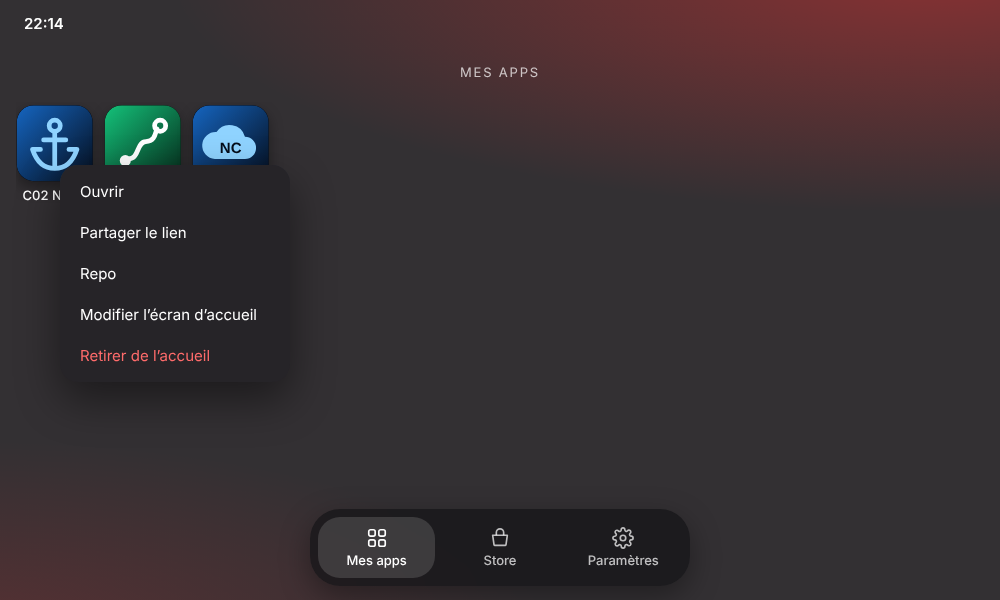 22:14
MES APPS
NC
C02 N
Ouvrir
Partager le lien
Repo
Modifier l’écran d’accueil
Retirer de l’accueil
Mes apps
Store
Paramètres